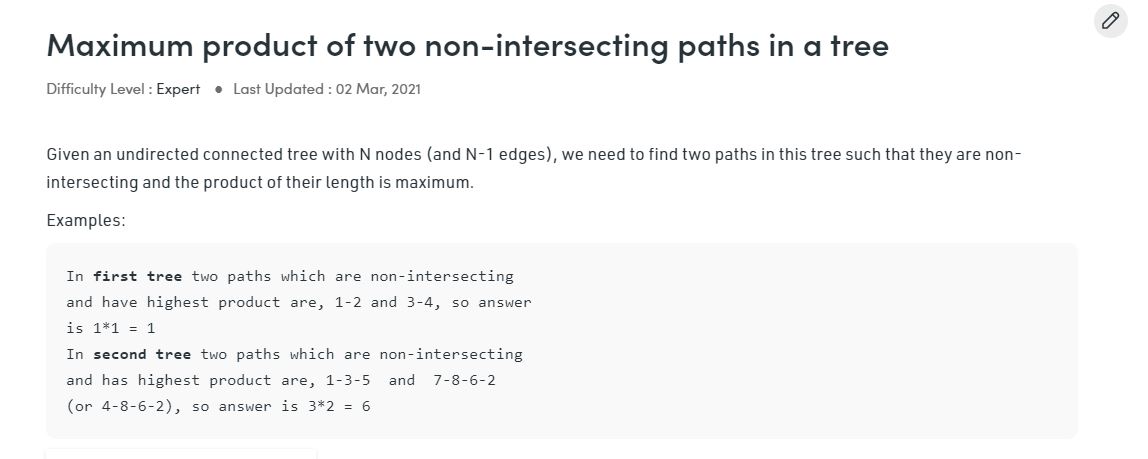 Maximum product of two non-intersecting paths in a tree
Difficulty Level : Expert ● Last Updated : 02 Mar, 2021
Given an undirected connected tree with N nodes (and N-1 edges), we need to find two paths in this tree such that they are non-
intersecting and the product of their length is maximum.
Examples:
In first tree two paths which are non-intersecting
and have highest product are, 1-2 and 3-4, so answer
is 1*1 = 1
In second tree two paths which are non-intersecting
and has highest product are, 1-3-5  and  7-8-6-2
(or 4-8-6-2), so answer is 3*2 = 6